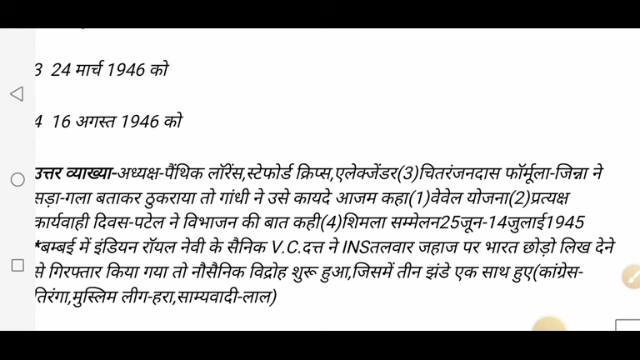 3 24 मार्च 1946 को
4 16 अगस्त 1946 को
उत्तर व्याख्या-अध्यक्ष-पैंथिक लॉरेंस,स्टेफोर्ड क्रिप्स,एलेक्जेंडर(3)चितरंजनदास फॉर्मूला-जिन्ना ने
सड़ा-गला बताकर ठुकराया तो गांधी ने उसे कायदे आजम कहा(1)वेवेल योजना(2)प्रत्यक्ष
कार्यवाही दिवस-पटेल ने विभाजन की बात कही(4)शिमला सम्मेलन25जून-14जुलाई1945
*बम्बई में इंडियन रॉयल नेवी के सैनिक V.C.दत्त ने INSतलवार जहाज पर भारत छोड़ो लिख देने
से गिरफ्तार किया गया तो नौसैनिक विद्रोह शुरू हुआ,जिसमें तीन झंडे एक साथ हुए(कांग्रेस-
तिरंगा,मुस्लिम लीग-हरा,साम्यवादी-लाल)